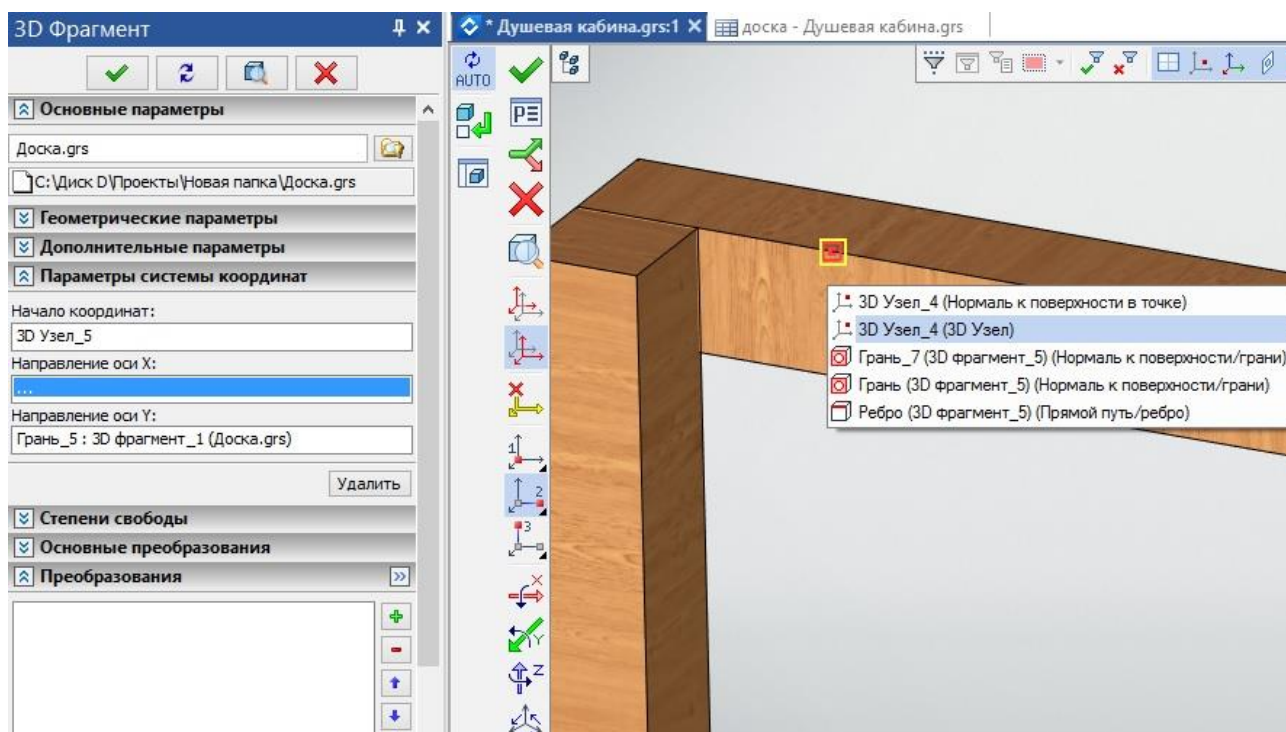 3D Фрагмент
* Душевая кабина.grs:1
доска - Душевая кабина.grs
AUTO
Основные параметры
Доска.grs
C:\Диск D\Проекты\Новая папка\Доска.grs
Геометрические параметры
Дополнительные параметры
Параметры системы координат
Начало координат:
3D Узел_5
Направление оси X:
...
Направление оси Y:
Грань_5 : 3D фрагмент_1 (Доска.grs)
Удалить
Степени свободы
Основные преобразования
Преобразования
1
2
3
X
Y
Z
3D Узел_4 (Нормаль к поверхности в точке)
3D Узел_4 (3D Узел)
Грань_7 (3D фрагмент_5) (Нормаль к поверхности/грани)
Грань (3D фрагмент_5) (Нормаль к поверхности/грани)
Ребро (3D фрагмент_5) (Прямой путь/ребро)